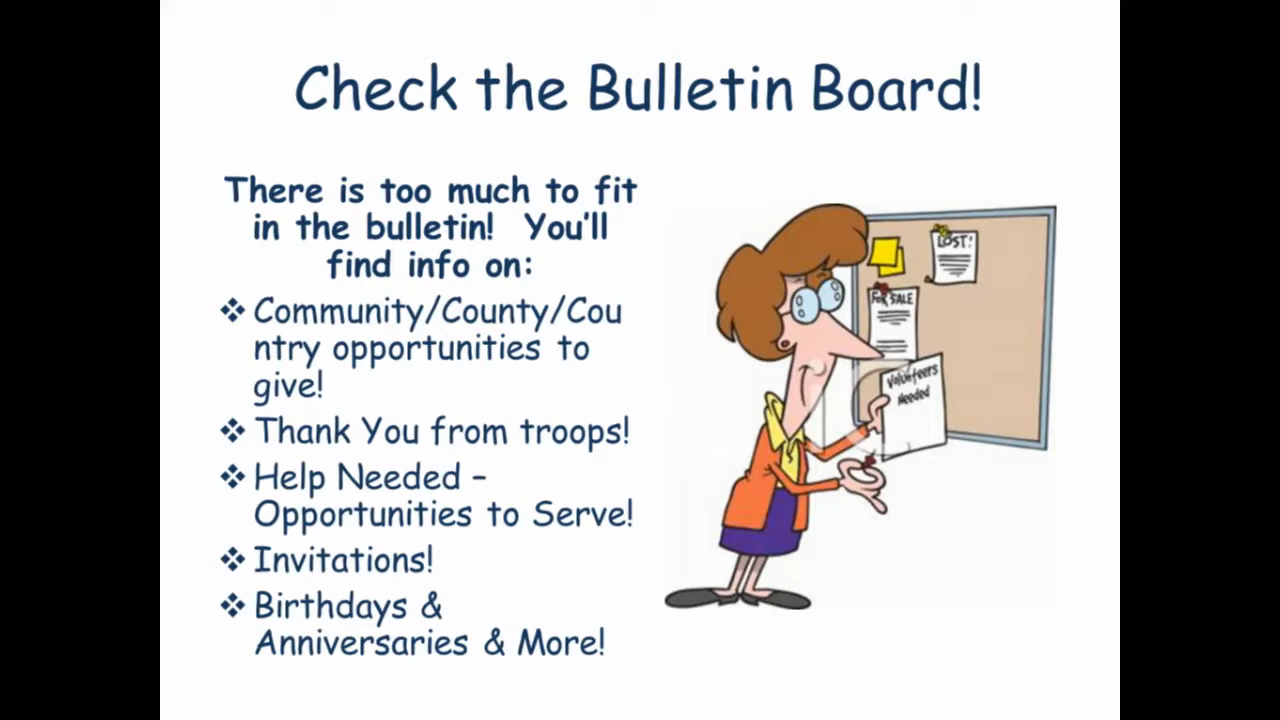 Check the Bulletin Board!
There is too much to fit
in the bulletin! You'll
find info on:
❖ Community/County/Cou
ntry opportunities to
give!
❖ Thank You from troops!
❖ Help Needed –
Opportunities to Serve!
❖ Invitations!
❖ Birthdays &
Anniversaries & More!
LOST!
FOR SALE
Volunteers
Needed